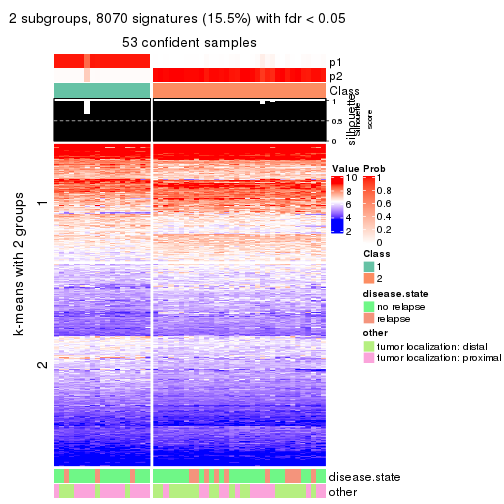 2 subgroups, 8070 signatures (15.5%) with fdr < 0.05
53 confident samples
p1
p2
Class
1
0.5
0
silhouette
silhouette
score
k-means with 2 groups
1
2
Value
10
8
6
4
2
Prob
1
0.8
0.6
0.4
0.2
0
Class
1
2
disease.state
no relapse
relapse
other
tumor localization: distal
tumor localization: proximal
disease.state
other